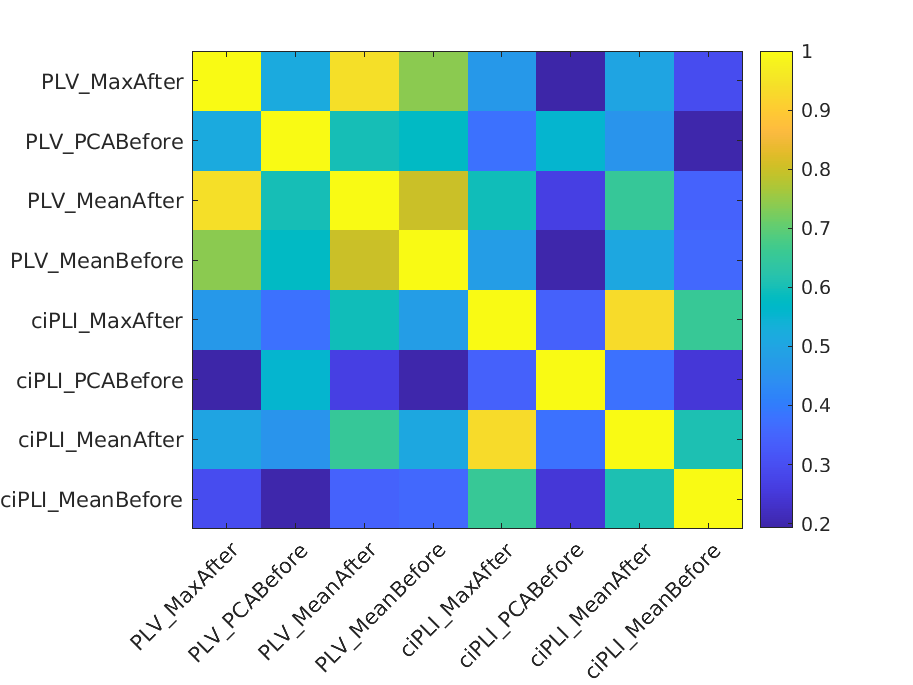 PLV_MaxAfter
PLV_PCABefore
PLV_MeanAfter
PLV_MeanBefore
ciPLI_MaxAfter
ciPLI_PCABefore
ciPLI_MeanAfter
ciPLI_MeanBefore
1
0.9
0.8
0.7
0.6
0.5
0.4
0.3
0.2
PLV_MaxAfter
PLV_PCABefore
PLV_MeanAfter
PLV_MeanBefore
ciPLI_MaxAfter
ciPLI_PCABefore
ciPLI_MeanAfter
ciPLI_MeanBefore